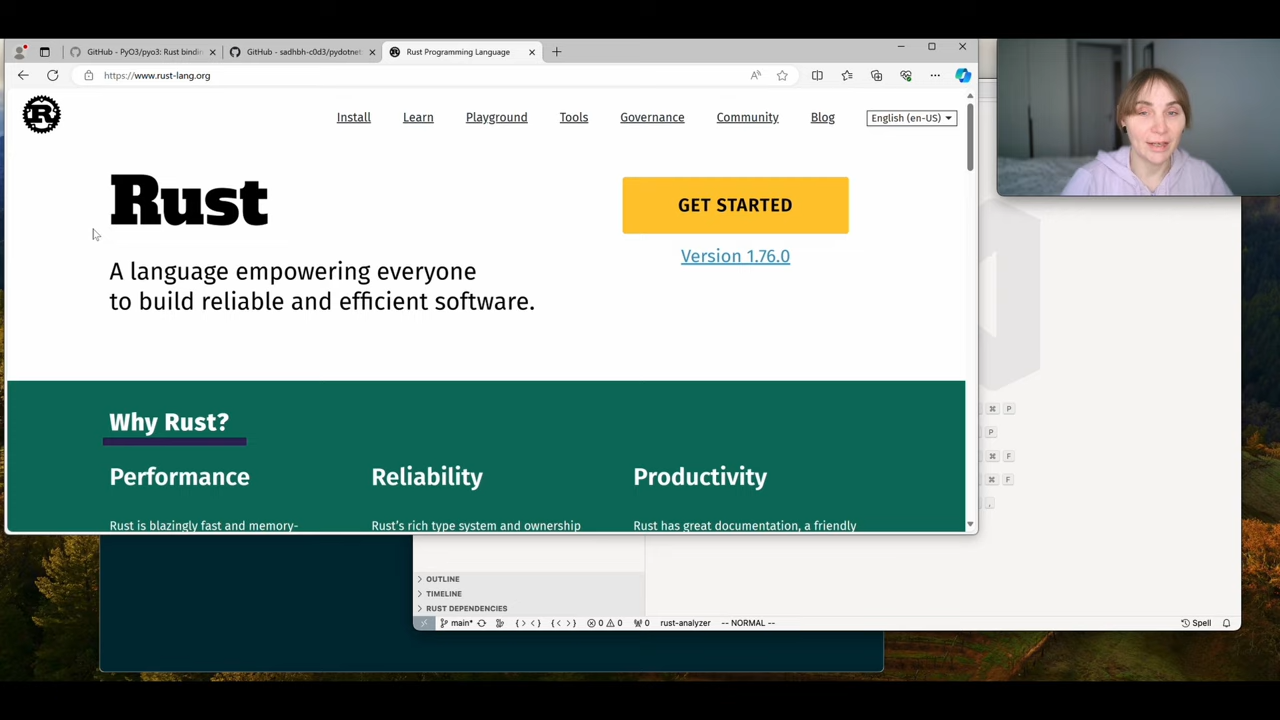 GitHub - PyO3/pyo3: Rust bindin
GitHub - sadhbh-c0d3/pydotnet
Rust Programming Language
https://www.rust-lang.org
R
Install
Learn
Playground
Tools
Governance
Community
Blog
English (en-US)
Rust
GET STARTED
Version 1.76.0
A language empowering everyone
to build reliable and efficient software.
Why Rust?
Performance
Reliability
Productivity
Rust is blazingly fast and memory-
Rust’s rich type system and ownership
Rust has great documentation, a friendly
⌘ P
P
⌘ F
⌘ F
,
OUTLINE
TIMELINE
RUST DEPENDENCIES
main*
0 0
0
rust-analyzer
-- NORMAL --
Spell